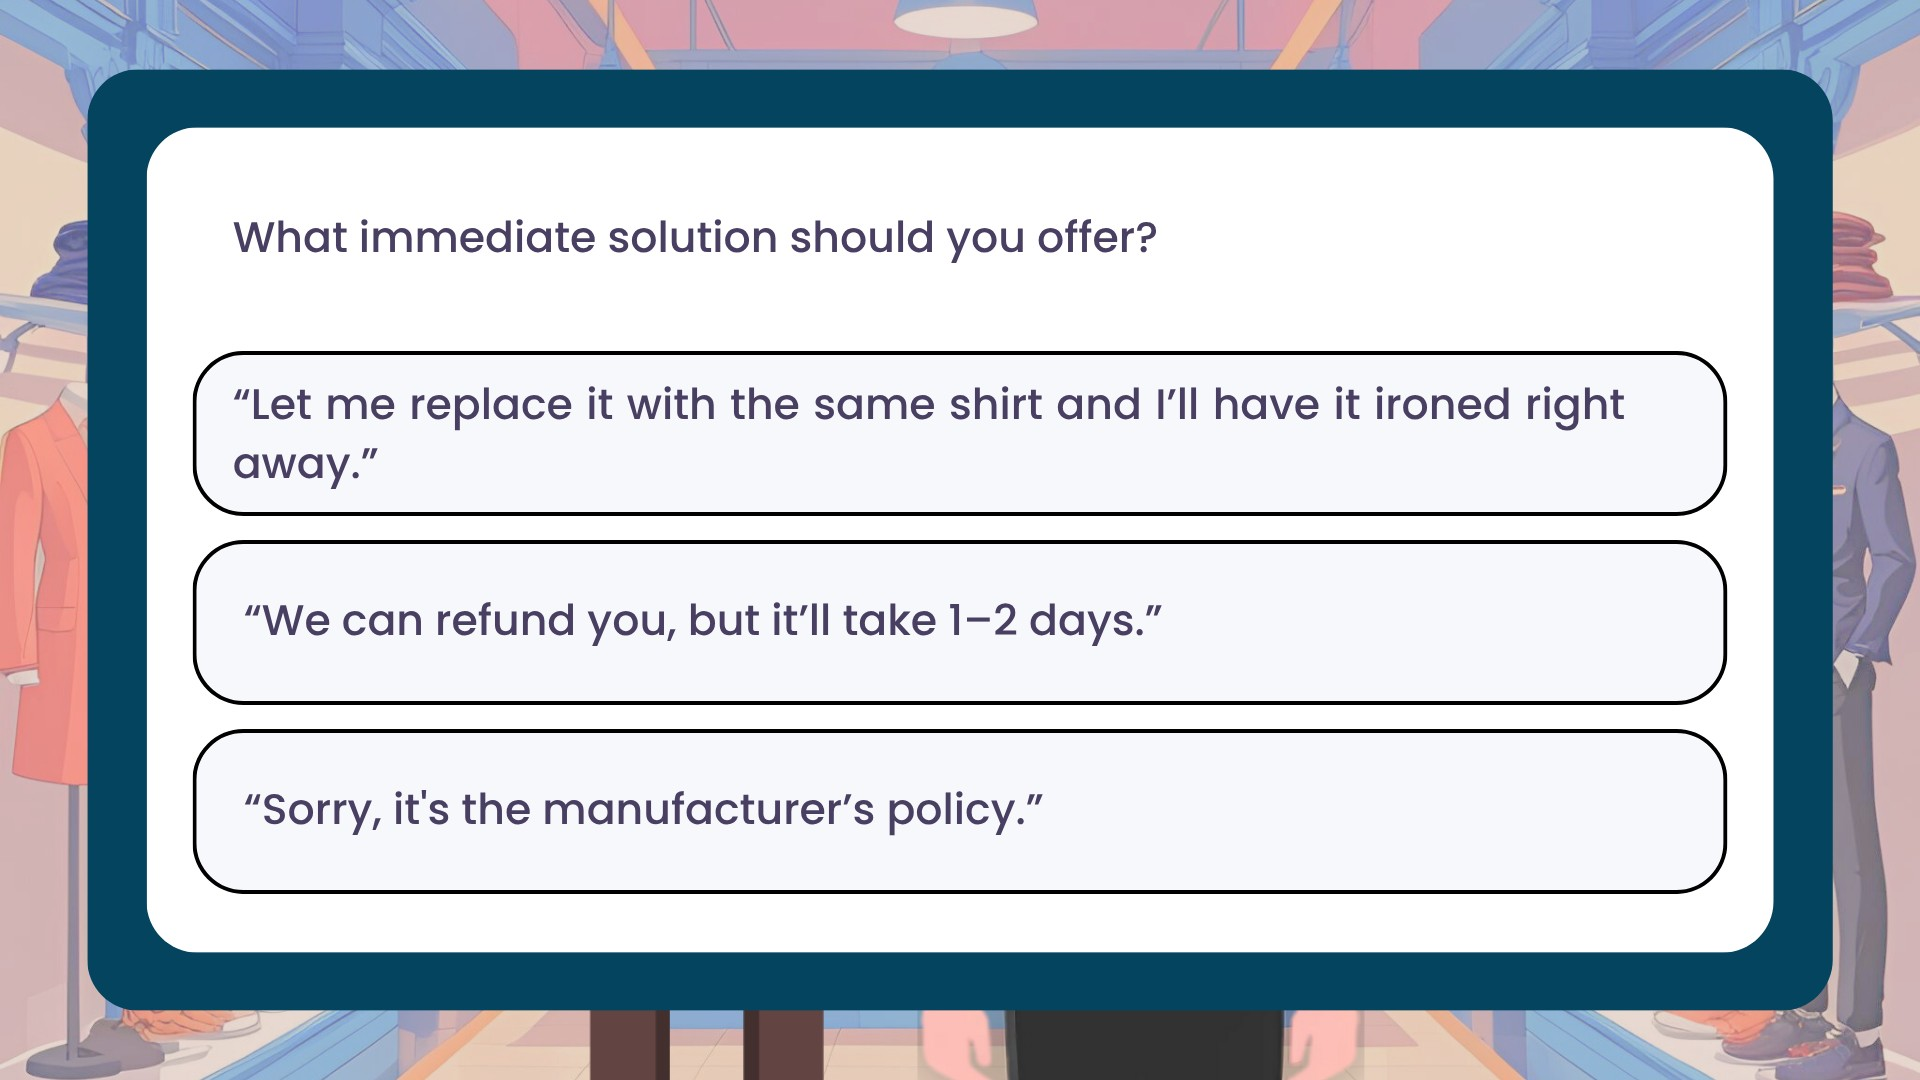 What immediate solution should you offer?
“Let me replace it with the same shirt and I’ll have it ironed right
away.”
“We can refund you, but it’ll take 1–2 days.”
“Sorry, it's the manufacturer’s policy.”